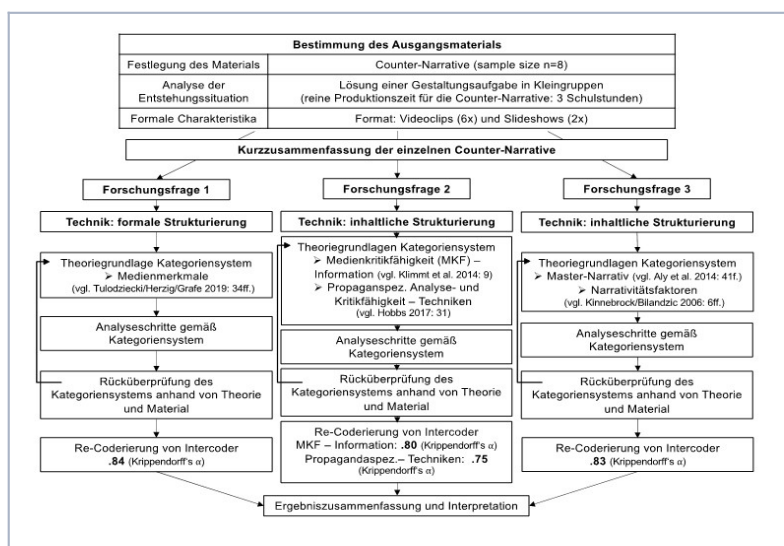 Bestimmung des Ausgangsmaterials
Festlegung des Materials
Counter-Narrative (sample size n=8)
Analyse der
Entstehungssituation
Lösung einer Gestaltungsaufgabe in Kleingruppen
(reine Produktionszeit für die Counter-Narrative: 3 Schulstunden)
Formale Charakteristika
Format: Videoclips (6x) und Slideshows (2x)
Kurzzusammenfassung der einzelnen Counter-Narrative
Forschungsfrage 1
Technik: formale Strukturierung
Theoriegrundlage Kategoriensystem
➢ Medienmerkmale
(vgl. Tulodziecki/Herzig/Grafe 2019: 34ff.)
Analyseschritte gemäß
Kategoriensystem
Rücküberprüfung des
Kategoriensystems anhand von Theorie
und Material
Re-Coderierung von Intercoder
.84 (Krippendorff's α)
Forschungsfrage 2
Technik: inhaltliche Strukturierung
Theoriegrundlagen Kategoriensystem
➢ Medienkritikfähigkeit (MKF) –
Information (vgl. Klimmt et al. 2014: 9)
➢ Propaganspez. Analyse- und
Kritikfähigkeit – Techniken
(vgl. Hobbs 2017: 31)
Analyseschritte gemäß
Kategoriensystem
Rücküberprüfung des
Kategoriensystems anhand von Theorie
und Material
Re-Coderierung von Intercoder
MKF – Information: .80 (Krippendorff's α)
Propagandaspez.– Techniken: .75
(Krippendorff's α)
Forschungsfrage 3
Technik: inhaltliche Strukturierung
Theoriegrundlagen Kategoriensystem
➢ Master-Narrativ (vgl. Aly et al. 2014: 41f.)
➢ Narrativitätsfaktoren
(vgl. Kinnebrock/Bilandzic 2006: 6ff.)
Analyseschritte gemäß
Kategoriensystem
Rücküberprüfung des
Kategoriensystems anhand von Theorie
und Material
Re-Coderierung von Intercoder
.83 (Krippendorff's α)
Ergebniszusammenfassung und Interpretation